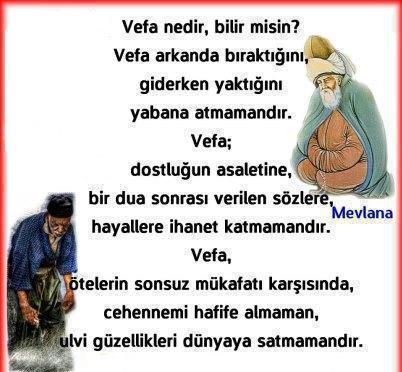 Vefa nedir, bilir misin?
Vefa arkanda bıraktığını,
giderken yaktığını
yabana atmamandır.
Vefa;
dostluğun asaletine,
bir dua sonrası verilen sözlere,
Mevlana
hayallere ihanet katmamandır.
Vefa,
ötelerin sonsuz mükafatı karşısında,
cehennemi hafife almaman,
ulvi güzellikleri dünyaya satmamandır.